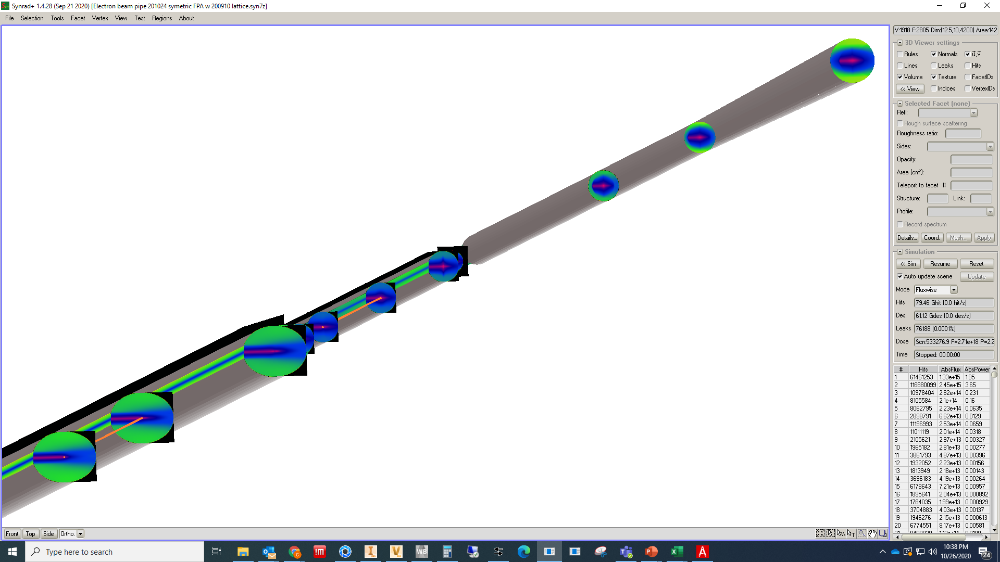 Synrad+ 1.4.28 (Sep 21 2020) [Electron beam pipe 201024 symetric FPA w 200910 lattice.syn7z]
File Selection Tools Facet Vertex View Test Regions About
V:1918 F:2805 Dim:(12.5,10,4200) Area:142
3D Viewer settings
Rules Normals u,v
Lines Leaks Hits
Volume Texture FacetIDs
<< View Indices VertexIDs
Selected Facet (none)
Refl:
Rough surface scattering
Roughness ratio:
Sides:
Opacity:
Area (cm²):
Teleport to facet #
Structure: Link:
Profile:
Record spectrum
Details... Coord. Mesh... Apply
Simulation
<< Sim Resume Reset
Auto update scene Update
Mode Fluxwise
Hits 79.46 Ghit (0.0 hit/s)
Des. 61.12 Gdes (0.0 des/s)
Leaks 76188 (0.0001%)
Dose Scn:533276.9 F=2.71e+18 P=2.2
Time Stopped: 00:00:00
# Hits AbsFlux AbsPower
1 61461253 1.33e+15 1.95
2 116880099 2.45e+15 3.65
3 10978404 2.82e+14 0.231
4 8105584 2.1e+14 0.16
5 8062795 2.23e+14 0.0635
6 2898791 6.62e+13 0.0129
7 11196993 2.53e+14 0.0659
8 11011119 2.01e+14 0.0318
9 2105621 2.97e+13 0.00327
10 1965182 2.81e+13 0.00277
11 3861793 4.87e+13 0.00396
12 1932052 2.23e+13 0.00156
13 1813949 2.18e+13 0.00143
14 3696183 4.19e+13 0.00264
15 6178643 7.21e+13 0.00957
16 1895641 2.04e+13 0.000892
17 1784035 1.99e+13 0.000929
18 3704883 4.03e+13 0.00137
19 1946276 2.15e+13 0.000613
20 6774551 8.17e+13 0.00581
Front Top Side Ortho.
Type here to search
10:38 PM
10/26/2020
24